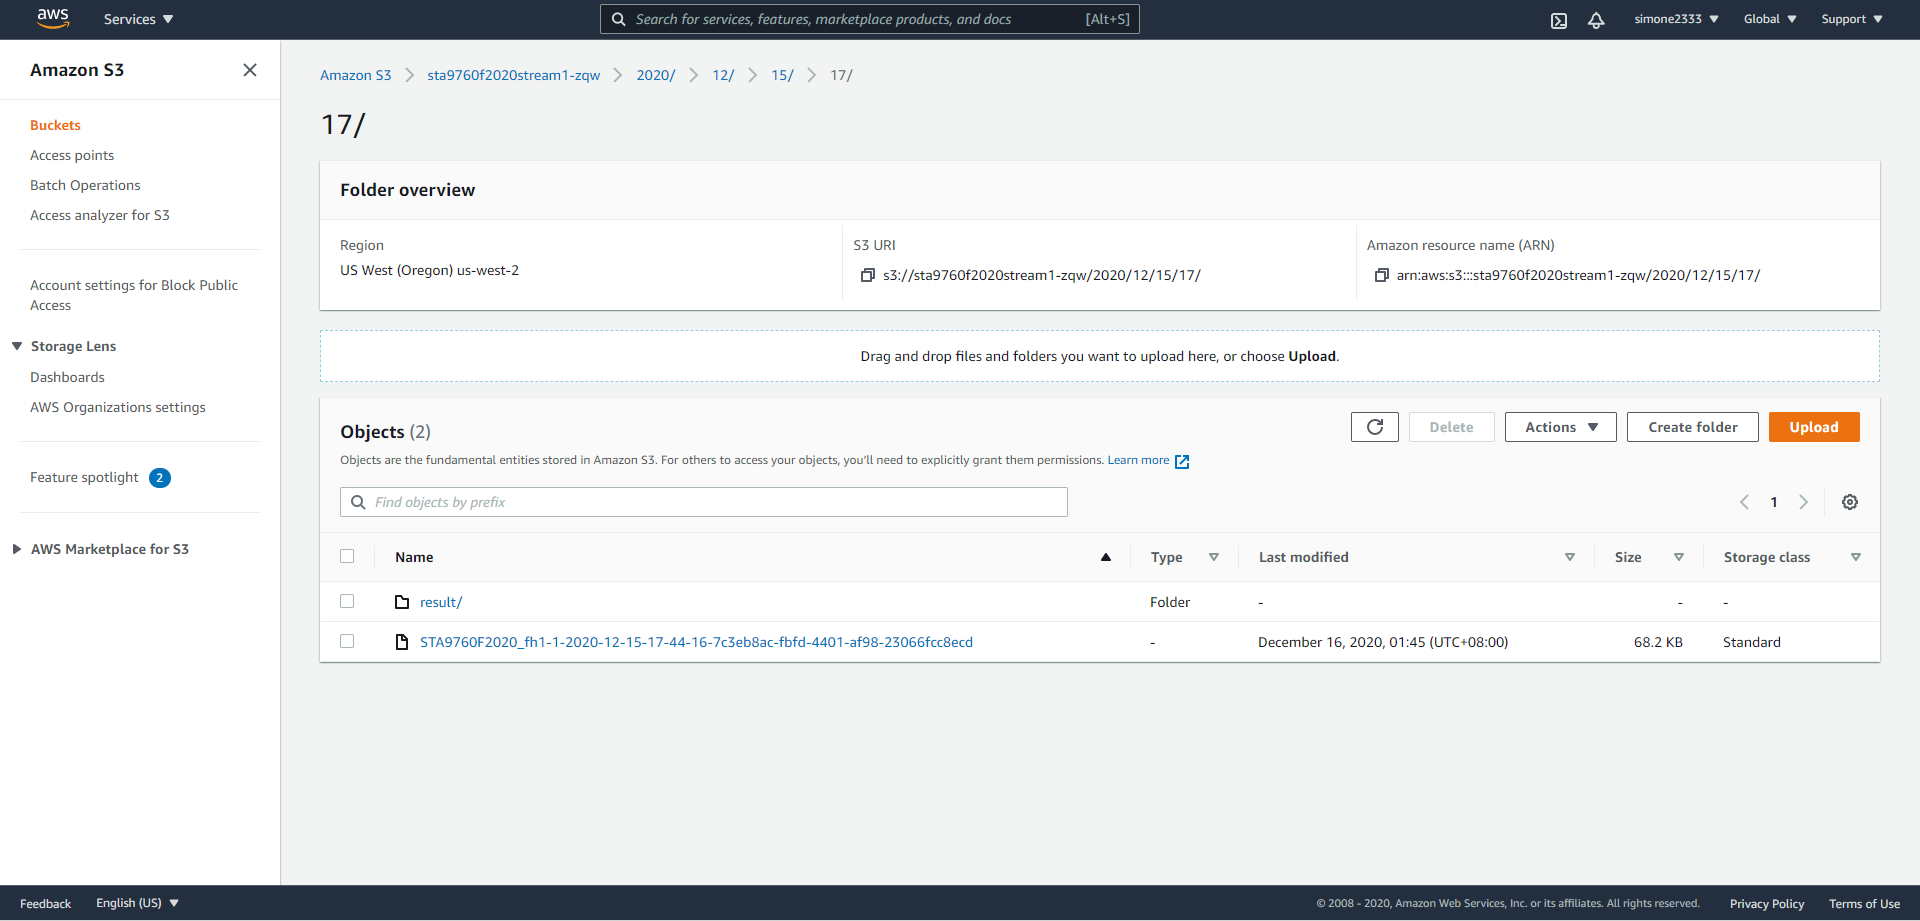 aws
Services
Search for services, features, marketplace products, and docs [Alt+S]
simone2333
Global
Support
Amazon S3
Buckets
Access points
Batch Operations
Access analyzer for S3
Account settings for Block Public
Access
Storage Lens
Dashboards
AWS Organizations settings
Feature spotlight 2
AWS Marketplace for S3
Amazon S3 sta9760f2020stream1-zqw 2020/ 12/ 15/ 17/
17/
Folder overview
Region
US West (Oregon) us-west-2
S3 URI
s3://sta9760f2020stream1-zqw/2020/12/15/17/
Amazon resource name (ARN)
arn:aws:s3:::sta9760f2020stream1-zqw/2020/12/15/17/
Drag and drop files and folders you want to upload here, or choose Upload.
Objects (2)
Delete Actions Create folder Upload
Objects are the fundamental entities stored in Amazon S3. For others to access your objects, you'll need to explicitly grant them permissions. Learn more
Find objects by prefix
1
Name Type Last modified Size Storage class
result/ Folder - - -
STA9760F2020_fh1-1-2020-12-15-17-44-16-7c3eb8ac-fbfd-4401-af98-23066fcc8ecd - December 16, 2020, 01:45 (UTC+08:00) 68.2 KB Standard
Feedback English (US) © 2008 - 2020, Amazon Web Services, Inc. or its affiliates. All rights reserved. Privacy Policy Terms of Use